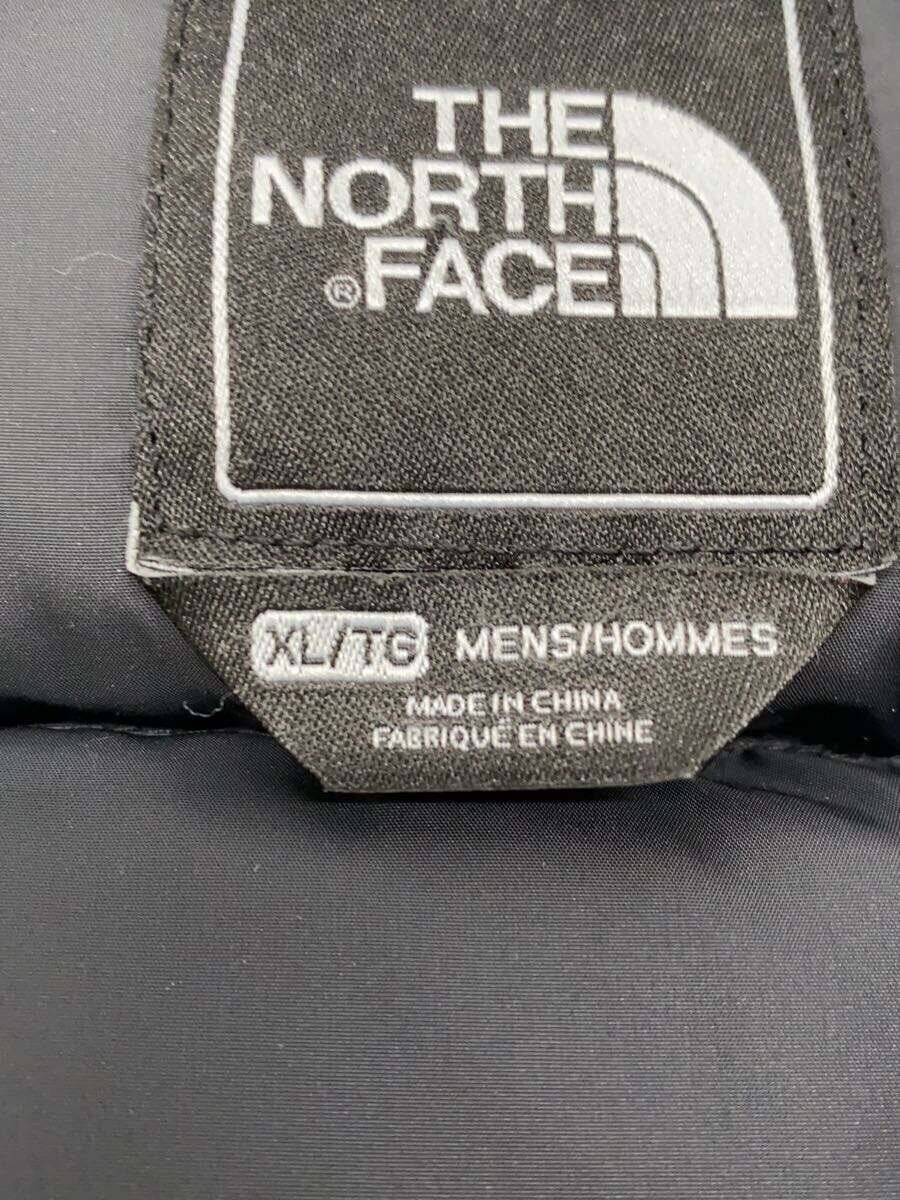 THE
NORTH
®FACE
XL/TG MENS/HOMMES
MADE IN CHINA
FABRIQUÉ EN CHINE